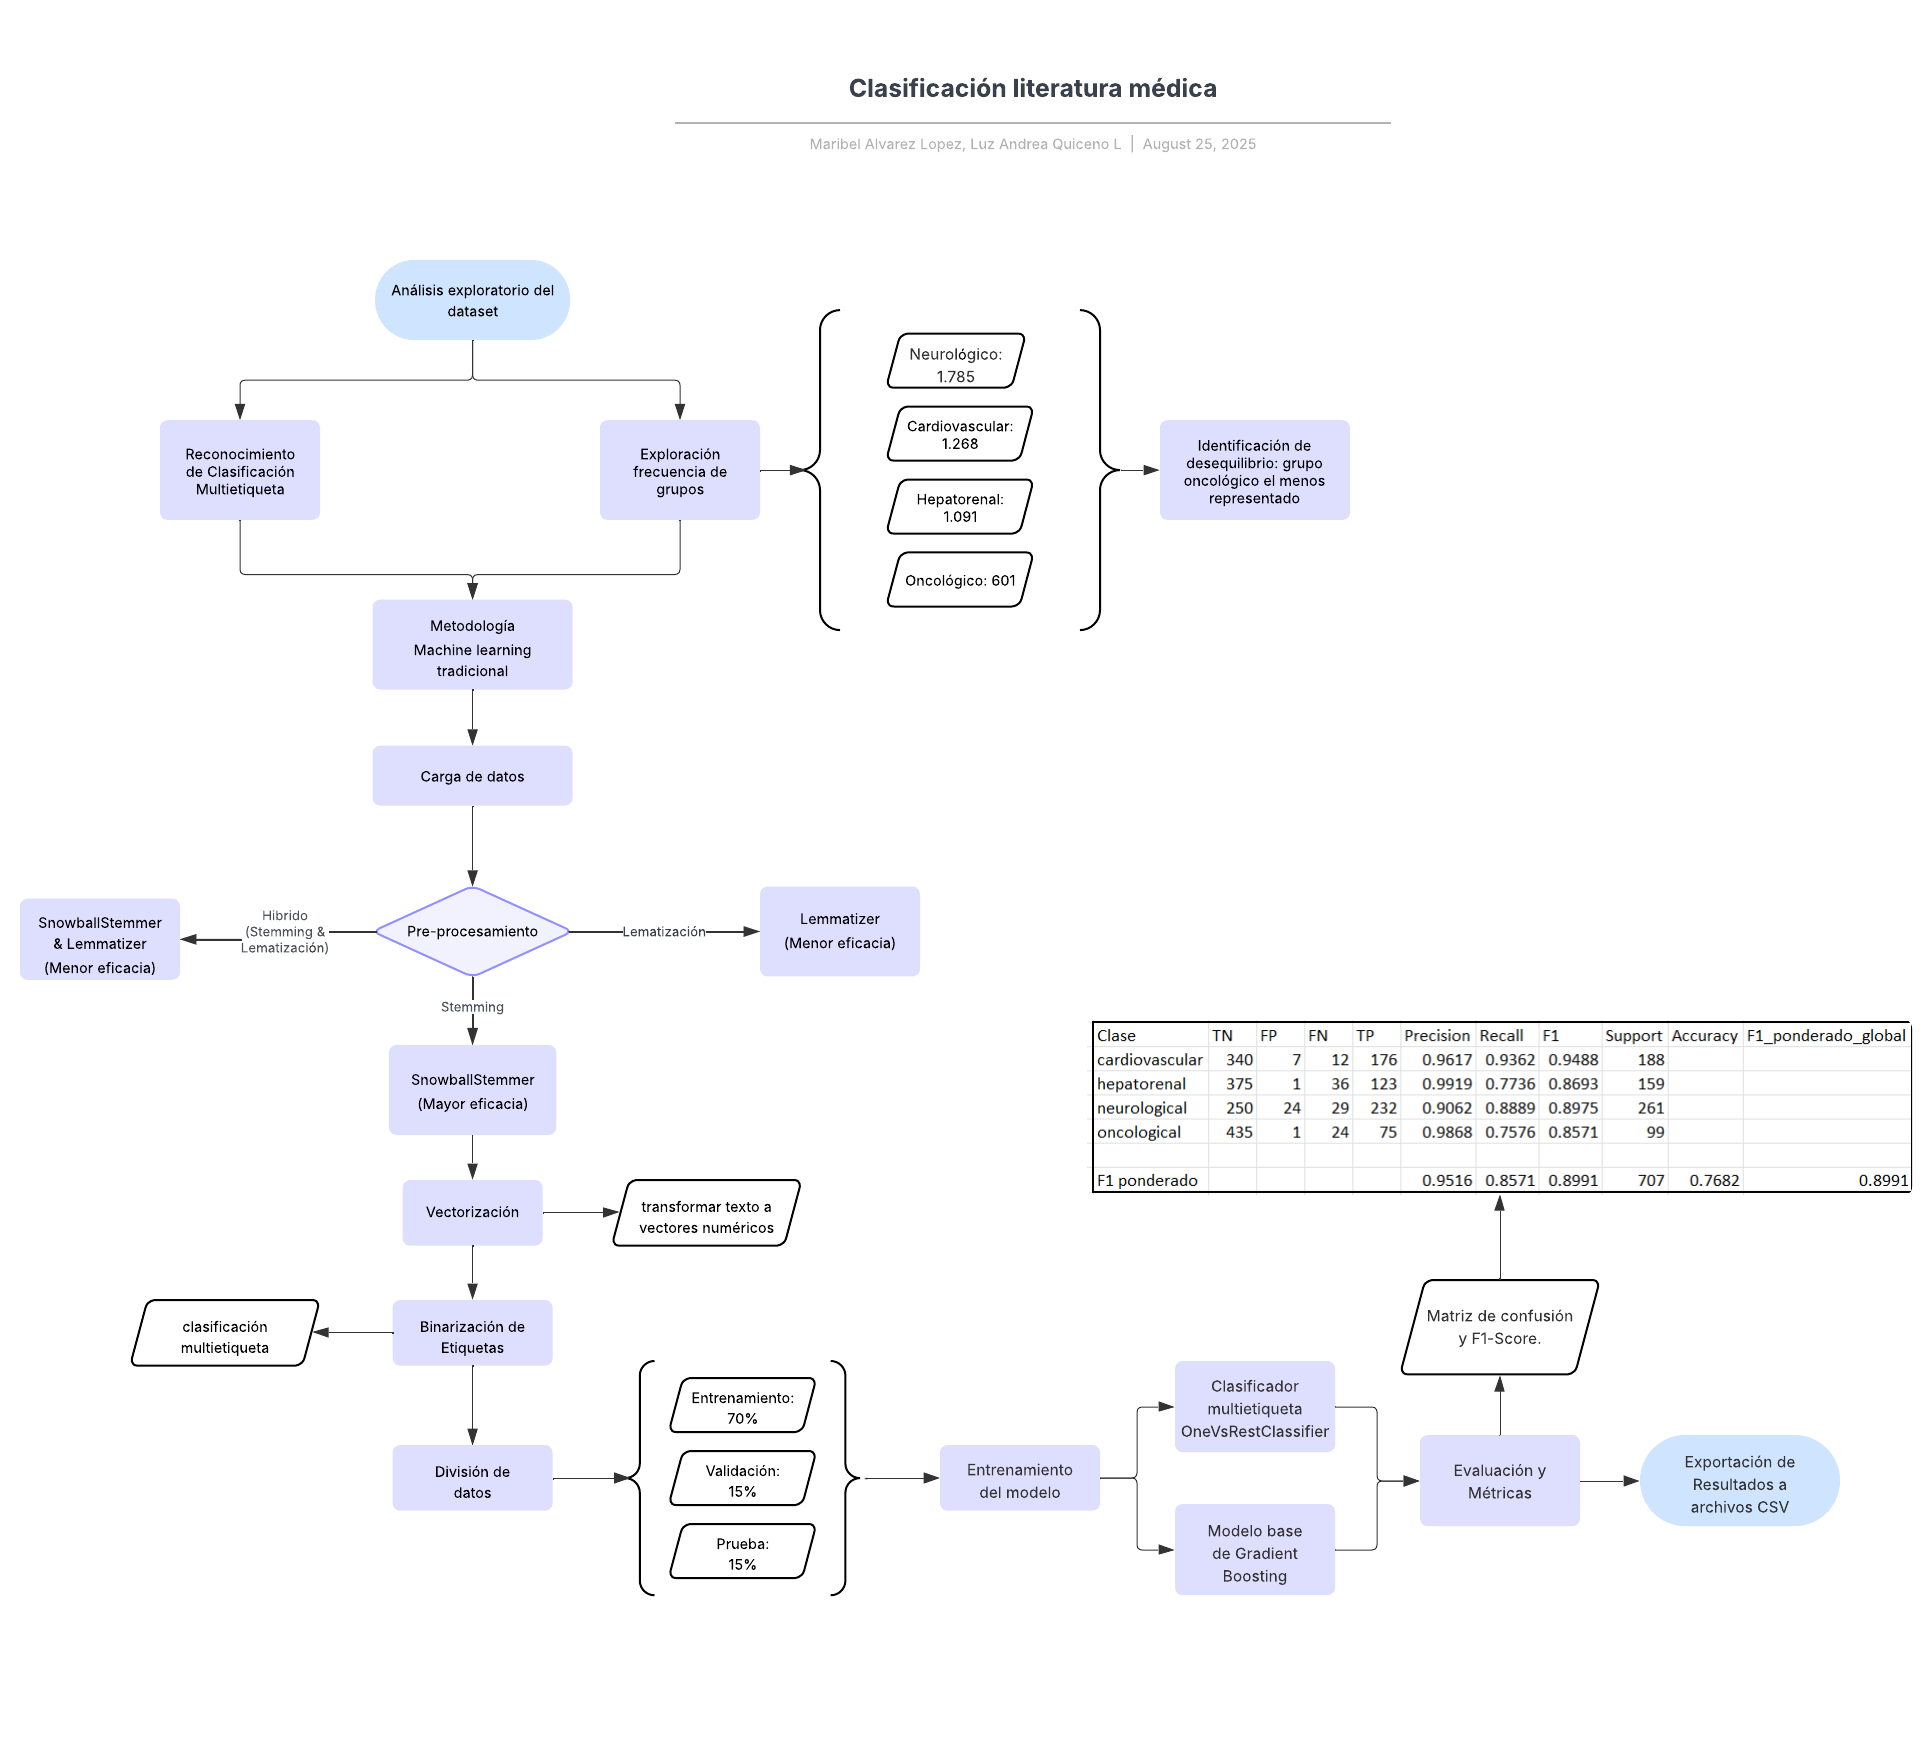 Clasificación literatura médica
Maribel Alvarez Lopez, Luz Andrea Quiceno L | August 25, 2025
Análisis exploratorio del
dataset
Reconocimiento
de Clasificación
Multietiqueta
Exploración
frecuencia de
grupos
Neurológico:
1.785
Cardiovascular:
1.268
Hepatorenal:
1.091
Oncológico: 601
Identificación de
desequilibrio: grupo
oncológico el menos
representado
Metodología
Machine learning
tradicional
Carga de datos
Pre-procesamiento
Hibrido
(Stemming &
Lematización)
SnowballStemmer
& Lemmatizer
(Menor eficacia)
Lematización
Lemmatizer
(Menor eficacia)
Stemming
SnowballStemmer
(Mayor eficacia)
Vectorización
transformar texto a
vectores numéricos
Binarización de
Etiquetas
clasificación
multietiqueta
División de
datos
Entrenamiento:
70%
Validación:
15%
Prueba:
15%
Entrenamiento
del modelo
Clasificador
multietiqueta
OneVsRestClassifier
Modelo base
de Gradient
Boosting
Evaluación y
Métricas
Matriz de confusión
y F1-Score.
Clase TN FP FN TP Precision Recall F1 Support Accuracy F1_ponderado_global
cardiovascular 340 7 12 176 0.9617 0.9362 0.9488 188
hepatorenal 375 1 36 123 0.9919 0.7736 0.8693 159
neurological 250 24 29 232 0.9062 0.8889 0.8975 261
oncological 435 1 24 75 0.9868 0.7576 0.8571 99
F1 ponderado 0.9516 0.8571 0.8991 707 0.7682 0.8991
Exportación de
Resultados a
archivos CSV